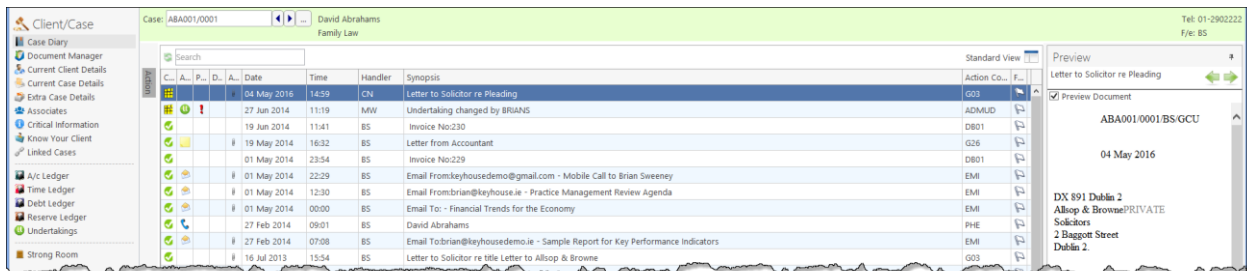 Client/Case
Case Diary
Document Manager
Current Client Details
Current Case Details
Extra Case Details
Associates
Critical Information
Know Your Client
Linked Cases
A/c Ledger
Time Ledger
Debt Ledger
Reserve Ledger
Undertakings
Strong Room
Case: ABA001/0001 ... David Abrahams
Family Law
Tel: 01-2902222
F/e: BS
Action
Search
Standard View
C... A... P... D.. A... Date Time Handler Synopsis Action Co... F...
04 May 2016 14:59 CN Letter to Solicitor re Pleading G03
27 Jun 2014 11:19 MW Undertaking changed by BRIANS ADMUD
19 Jun 2014 11:41 BS Invoice No:230 DB01
19 May 2014 16:32 BS Letter from Accountant G26
01 May 2014 23:54 BS Invoice No:229 DB01
01 May 2014 22:29 BS Email From:keyhousedemo@gmail.com - Mobile Call to Brian Sweeney EMI
01 May 2014 12:30 BS Email From:brian@keyhouse.ie - Practice Management Review Agenda EMI
01 May 2014 00:00 BS Email To: - Financial Trends for the Economy EMI
27 Feb 2014 09:01 BS David Abrahams PHE
27 Feb 2014 07:08 BS Email To:brian@keyhousedemo.ie - Sample Report for Key Performance Indicators EMI
16 Jul 2013 15:54 BS Letter to Solicitor re title Letter to Allsop & Browne G03
Preview
Letter to Solicitor re Pleading
Preview Document
ABA001/0001/BS/GCU
04 May 2016
DX 891 Dublin 2
Allsop & BrownePRIVATE
Solicitors
2 Baggott Street
Dublin 2.